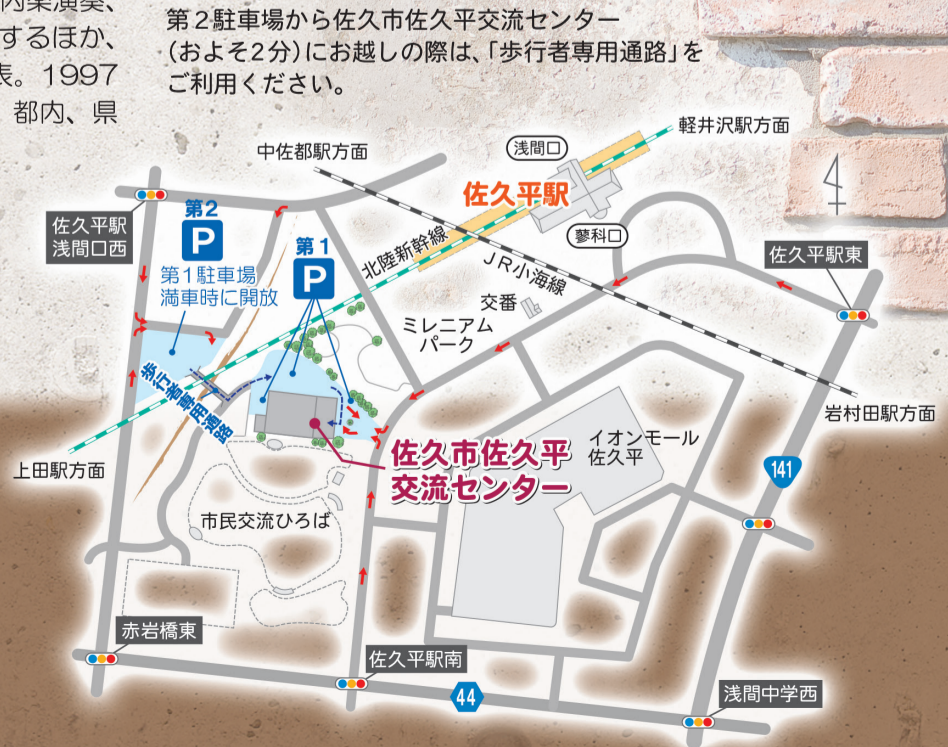 内楽演奏、
するほか、
表。1997
都内、県
第2駐車場から佐久市佐久平交流センター
(およそ2分)にお越しの際は、「歩行者専用通路」を
ご利用ください。
軽井沢駅方面
浅間口
中佐都駅方面
佐久平駅
佐久平駅
浅間口西
第2
P
第1
P
北陸新幹線
蓼科口
JR小海線
佐久平駅東
第1駐車場
満車時に開放
交番
ミレニアム
パーク
歩行者専用通路
岩村田駅方面
イオンモール
佐久平
佐久市佐久平
交流センター
上田駅方面
141
市民交流ひろば
赤岩橋東
佐久平駅南
44
浅間中学西